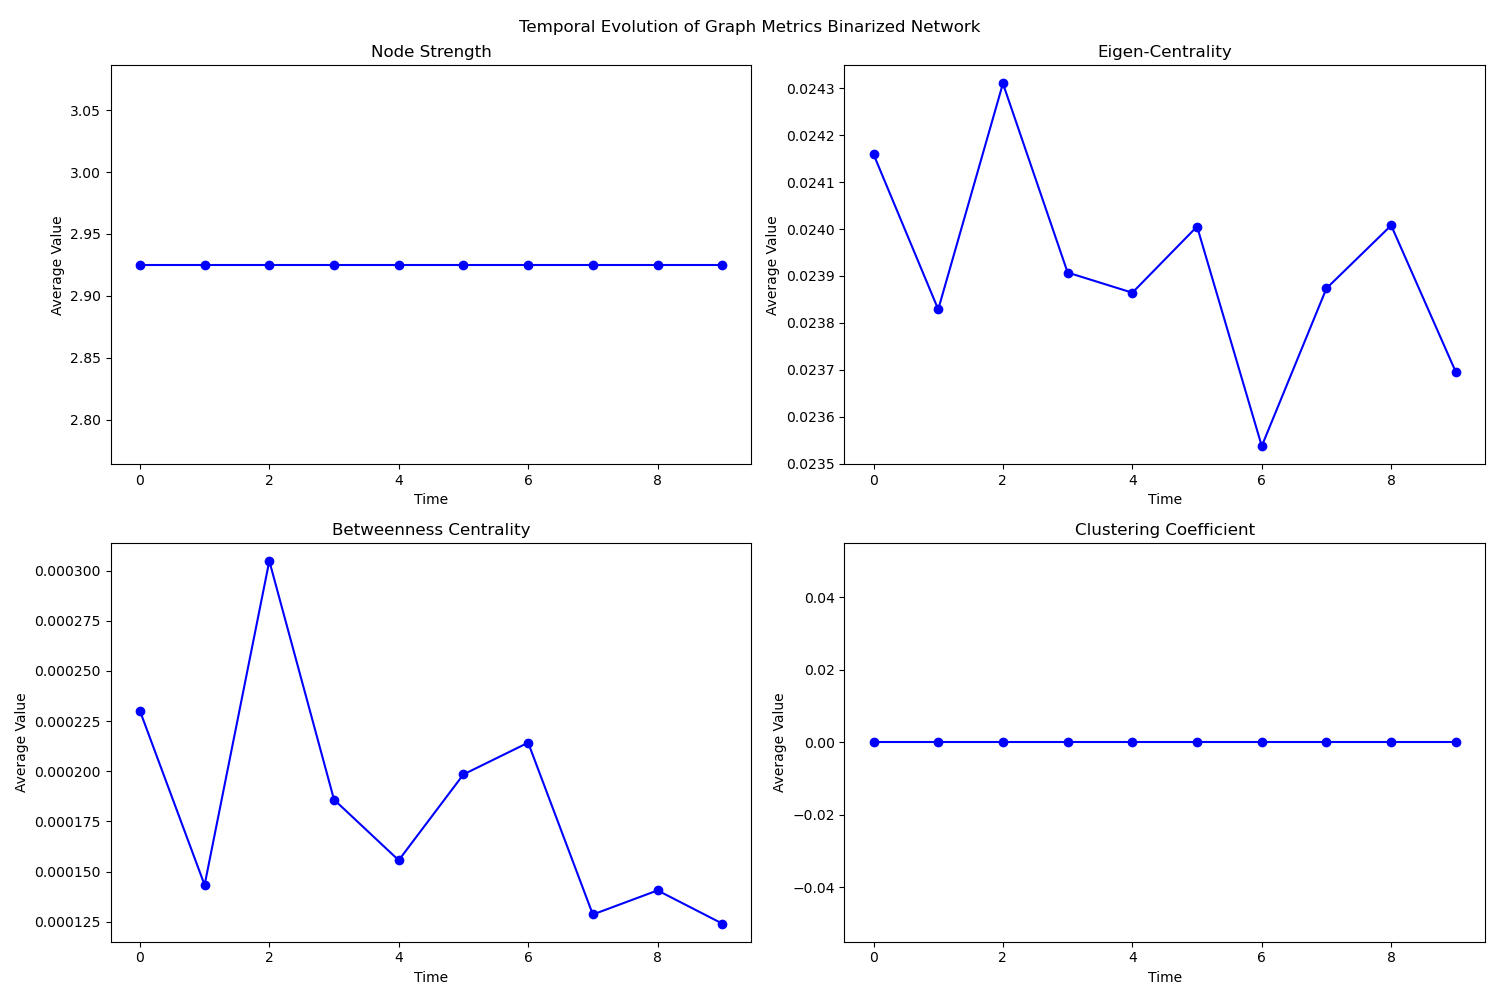 Temporal Evolution of Graph Metrics Binarized Network
Node Strength
3.05
3.00
2.95
2.90
2.85
2.80
Average Value
0 2 4 6 8
Time
Eigen-Centrality
0.0243
0.0242
0.0241
0.0240
0.0239
0.0238
0.0237
0.0236
0.0235
Average Value
0 2 4 6 8
Time
Betweenness Centrality
0.000300
0.000275
0.000250
0.000225
0.000200
0.000175
0.000150
0.000125
Average Value
0 2 4 6 8
Time
Clustering Coefficient
0.04
0.02
0.00
−0.02
−0.04
Average Value
0 2 4 6 8
Time